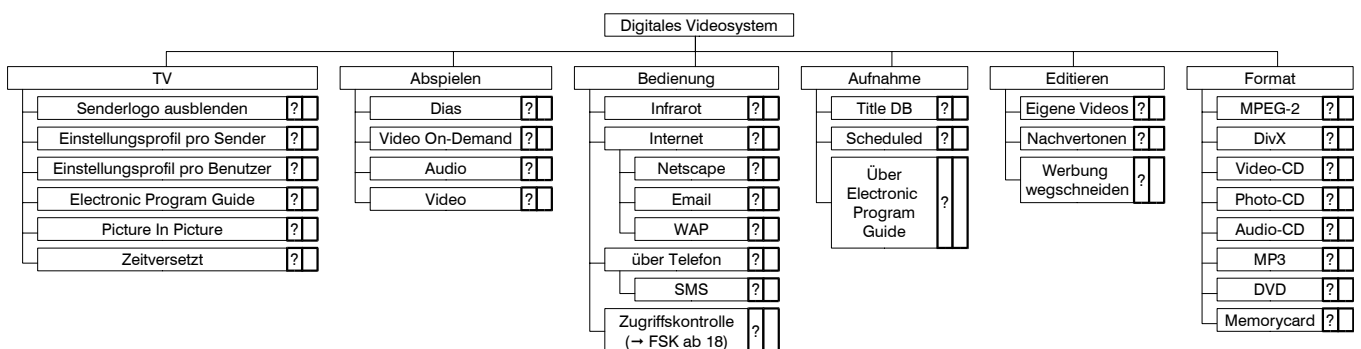 Digitales Videosystem
TV
Senderlogo ausblenden ?
Einstellungsprofil pro Sender ?
Einstellungsprofil pro Benutzer ?
Electronic Program Guide ?
Picture In Picture ?
Zeitversetzt ?
Abspielen
Dias ?
Video On-Demand ?
Audio ?
Video ?
Bedienung
Infrarot ?
Internet ?
Netscape ?
Email ?
WAP ?
über Telefon ?
SMS ?
Zugriffskontrolle ?
(→ FSK ab 18)
Aufnahme
Title DB ?
Scheduled ?
Über
Electronic
Program ?
Guide
Editieren
Eigene Videos ?
Nachvertonen ?
Werbung ?
wegschneiden
Format
MPEG-2 ?
DivX ?
Video-CD ?
Photo-CD ?
Audio-CD ?
MP3 ?
DVD ?
Memorycard ?